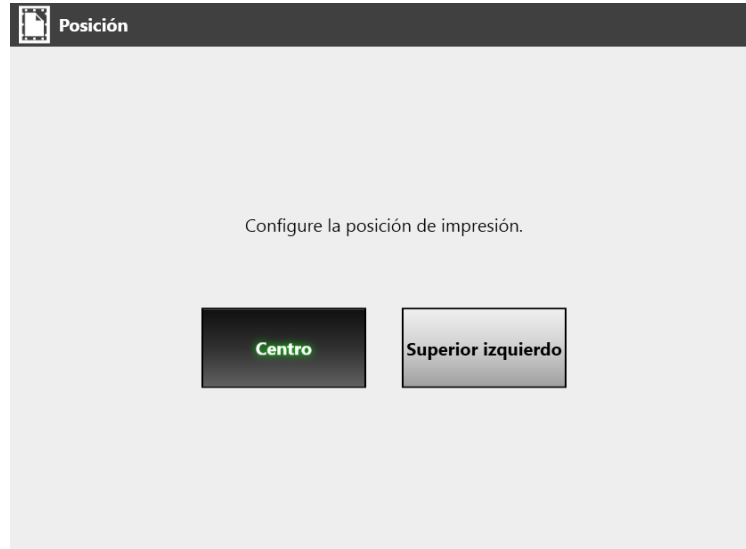 Posición
Configure la posición de impresión.
Centro
Superior izquierdo